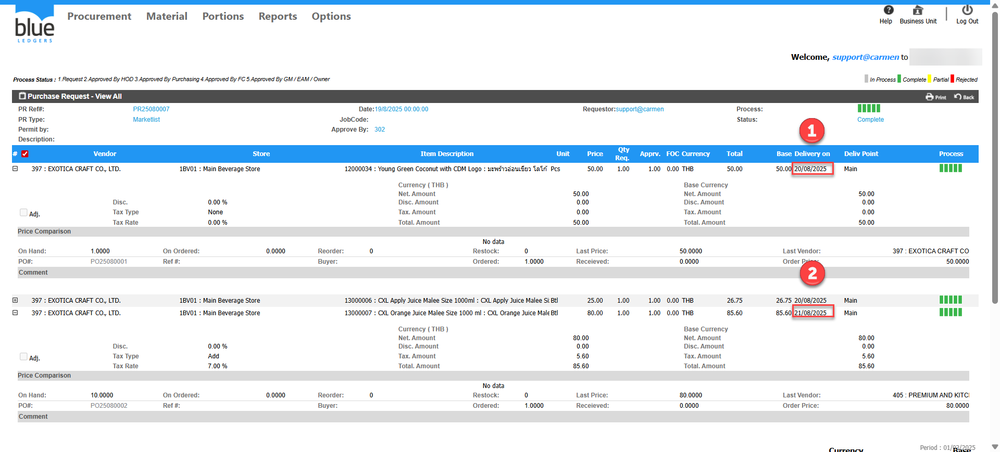 blue
LEDGERS
Procurement Material Portions Reports Options
Help Business Unit Log Out
Welcome, support@carmen to
Process Status : 1.Request 2.Approved By HOD 3.Approved By Purchasing 4.Approved By FC 5.Approved By GM / EAM / Owner
In Process Complete Partial Rejected
Purchase Request - View All Print Back
PR Ref#: PR25080007 Date: 19/8/2025 00:00:00 Requestor: support@carmen Process:
PR Type: Marketlist JobCode: Status: Complete
Permit by: Approve By: 302
Description:
1
# Vendor Store Item Description Unit Price Qty Req. Apprv. FOC Currency Total Base Delivery on Deliv Point Process
397 : EXOTICA CRAFT CO., LTD. 1BV01 : Main Beverage Store 12000034 : Young Green Coconut with CDM Logo : มะพร้าวอ่อนเขียว โลโก้ Pcs 50.00 1.00 1.00 0.00 THB 50.00 50.00 20/08/2025 Main
Currency ( THB ) Base Currency
Net. Amount 50.00 Net. Amount 50.00
Disc. 0.00 % Disc. Amount 0.00 Disc. Amount 0.00
Adj. Tax Type None Tax. Amount 0.00 Tax. Amount 0.00
Tax Rate 0.00 % Total. Amount 50.00 Total. Amount 50.00
Price Comparison
No data
On Hand: 1.0000 On Ordered: 0.0000 Reorder: 0 Restock: 0 Last Price: 50.0000 Last Vendor: 397 : EXOTICA CRAFT CO
PO#: PO25080001 Ref #: Buyer: Ordered: 1.0000 Receieved: 0.0000 Order Price: 50.0000
Comment
2
397 : EXOTICA CRAFT CO., LTD. 1BV01 : Main Beverage Store 13000006 : CXL Apply Juice Malee Size 1000ml : CXL Apply Juice Malee Si: Btl 25.00 1.00 1.00 0.00 THB 26.75 26.75 20/08/2025 Main
397 : EXOTICA CRAFT CO., LTD. 1BV01 : Main Beverage Store 13000007 : CXL Orange Juice Malee Size 1000 ml : CXL Orange Juice Male Btl 80.00 1.00 1.00 0.00 THB 85.60 85.60 21/08/2025 Main
Currency ( THB ) Base Currency
Net. Amount 80.00 Net. Amount 80.00
Disc. 0.00 % Disc. Amount 0.00 Disc. Amount 0.00
Adj. Tax Type Add Tax. Amount 5.60 Tax. Amount 5.60
Tax Rate 7.00 % Total. Amount 85.60 Total. Amount 85.60
Price Comparison
No data
On Hand: 10.0000 On Ordered: 0.0000 Reorder: 0 Restock: 0 Last Price: 80.0000 Last Vendor: 405 : PREMIUM AND KITCI
PO#: PO25080002 Ref #: Buyer: Ordered: 1.0000 Receieved: 0.0000 Order Price: 80.0000
Comment
Currency Base
Period : 01/03/2025